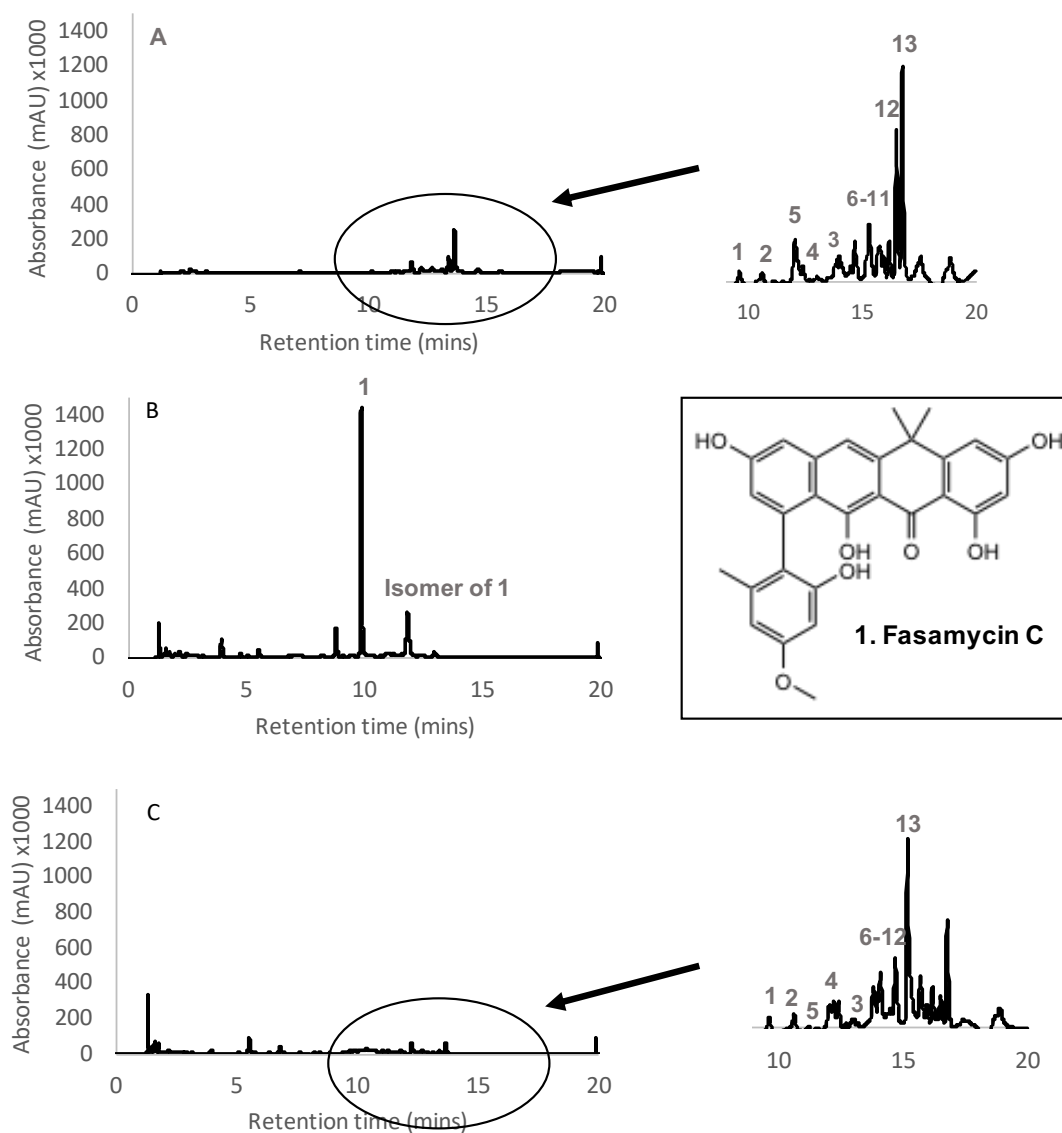 A
Absorbance (mAU) x1000
1400
1200
1000
800
600
400
200
0
0 5 10 15 20
Retention time (mins)
13
12
6-11
5
3
4
1
2
10 15 20
B
Absorbance (mAU) x1000
1400
1200
1000
800
600
400
200
0
1
Isomer of 1
0 5 10 15 20
Retention time (mins)
HO
OH
OH
O
OH
OH
O
1. Fasamycin C
C
Absorbance (mAU) x1000
1400
1200
1000
800
600
400
200
0
0 5 10 15 20
Retention time (mins)
13
6-12
4
1
2
5
3
10 15 20